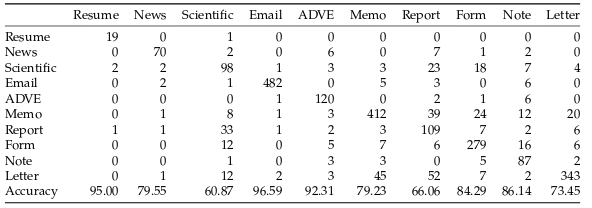 Resume News Scientific Email ADVE Memo Report Form Note Letter
Resume 19 0 1 0 0 0 0 0 0 0
News 0 70 2 0 6 0 7 1 2 0
Scientific 2 2 98 1 3 3 23 18 7 4
Email 0 2 1 482 0 5 3 0 6 0
ADVE 0 0 0 1 120 0 2 1 6 0
Memo 0 1 8 1 3 412 39 24 12 20
Report 1 1 33 1 2 3 109 7 2 6
Form 0 0 12 0 5 7 6 279 16 6
Note 0 0 1 0 3 3 0 5 87 2
Letter 0 1 12 2 3 45 52 7 2 343
Accuracy 95.00 79.55 60.87 96.59 92.31 79.23 66.06 84.29 86.14 73.45